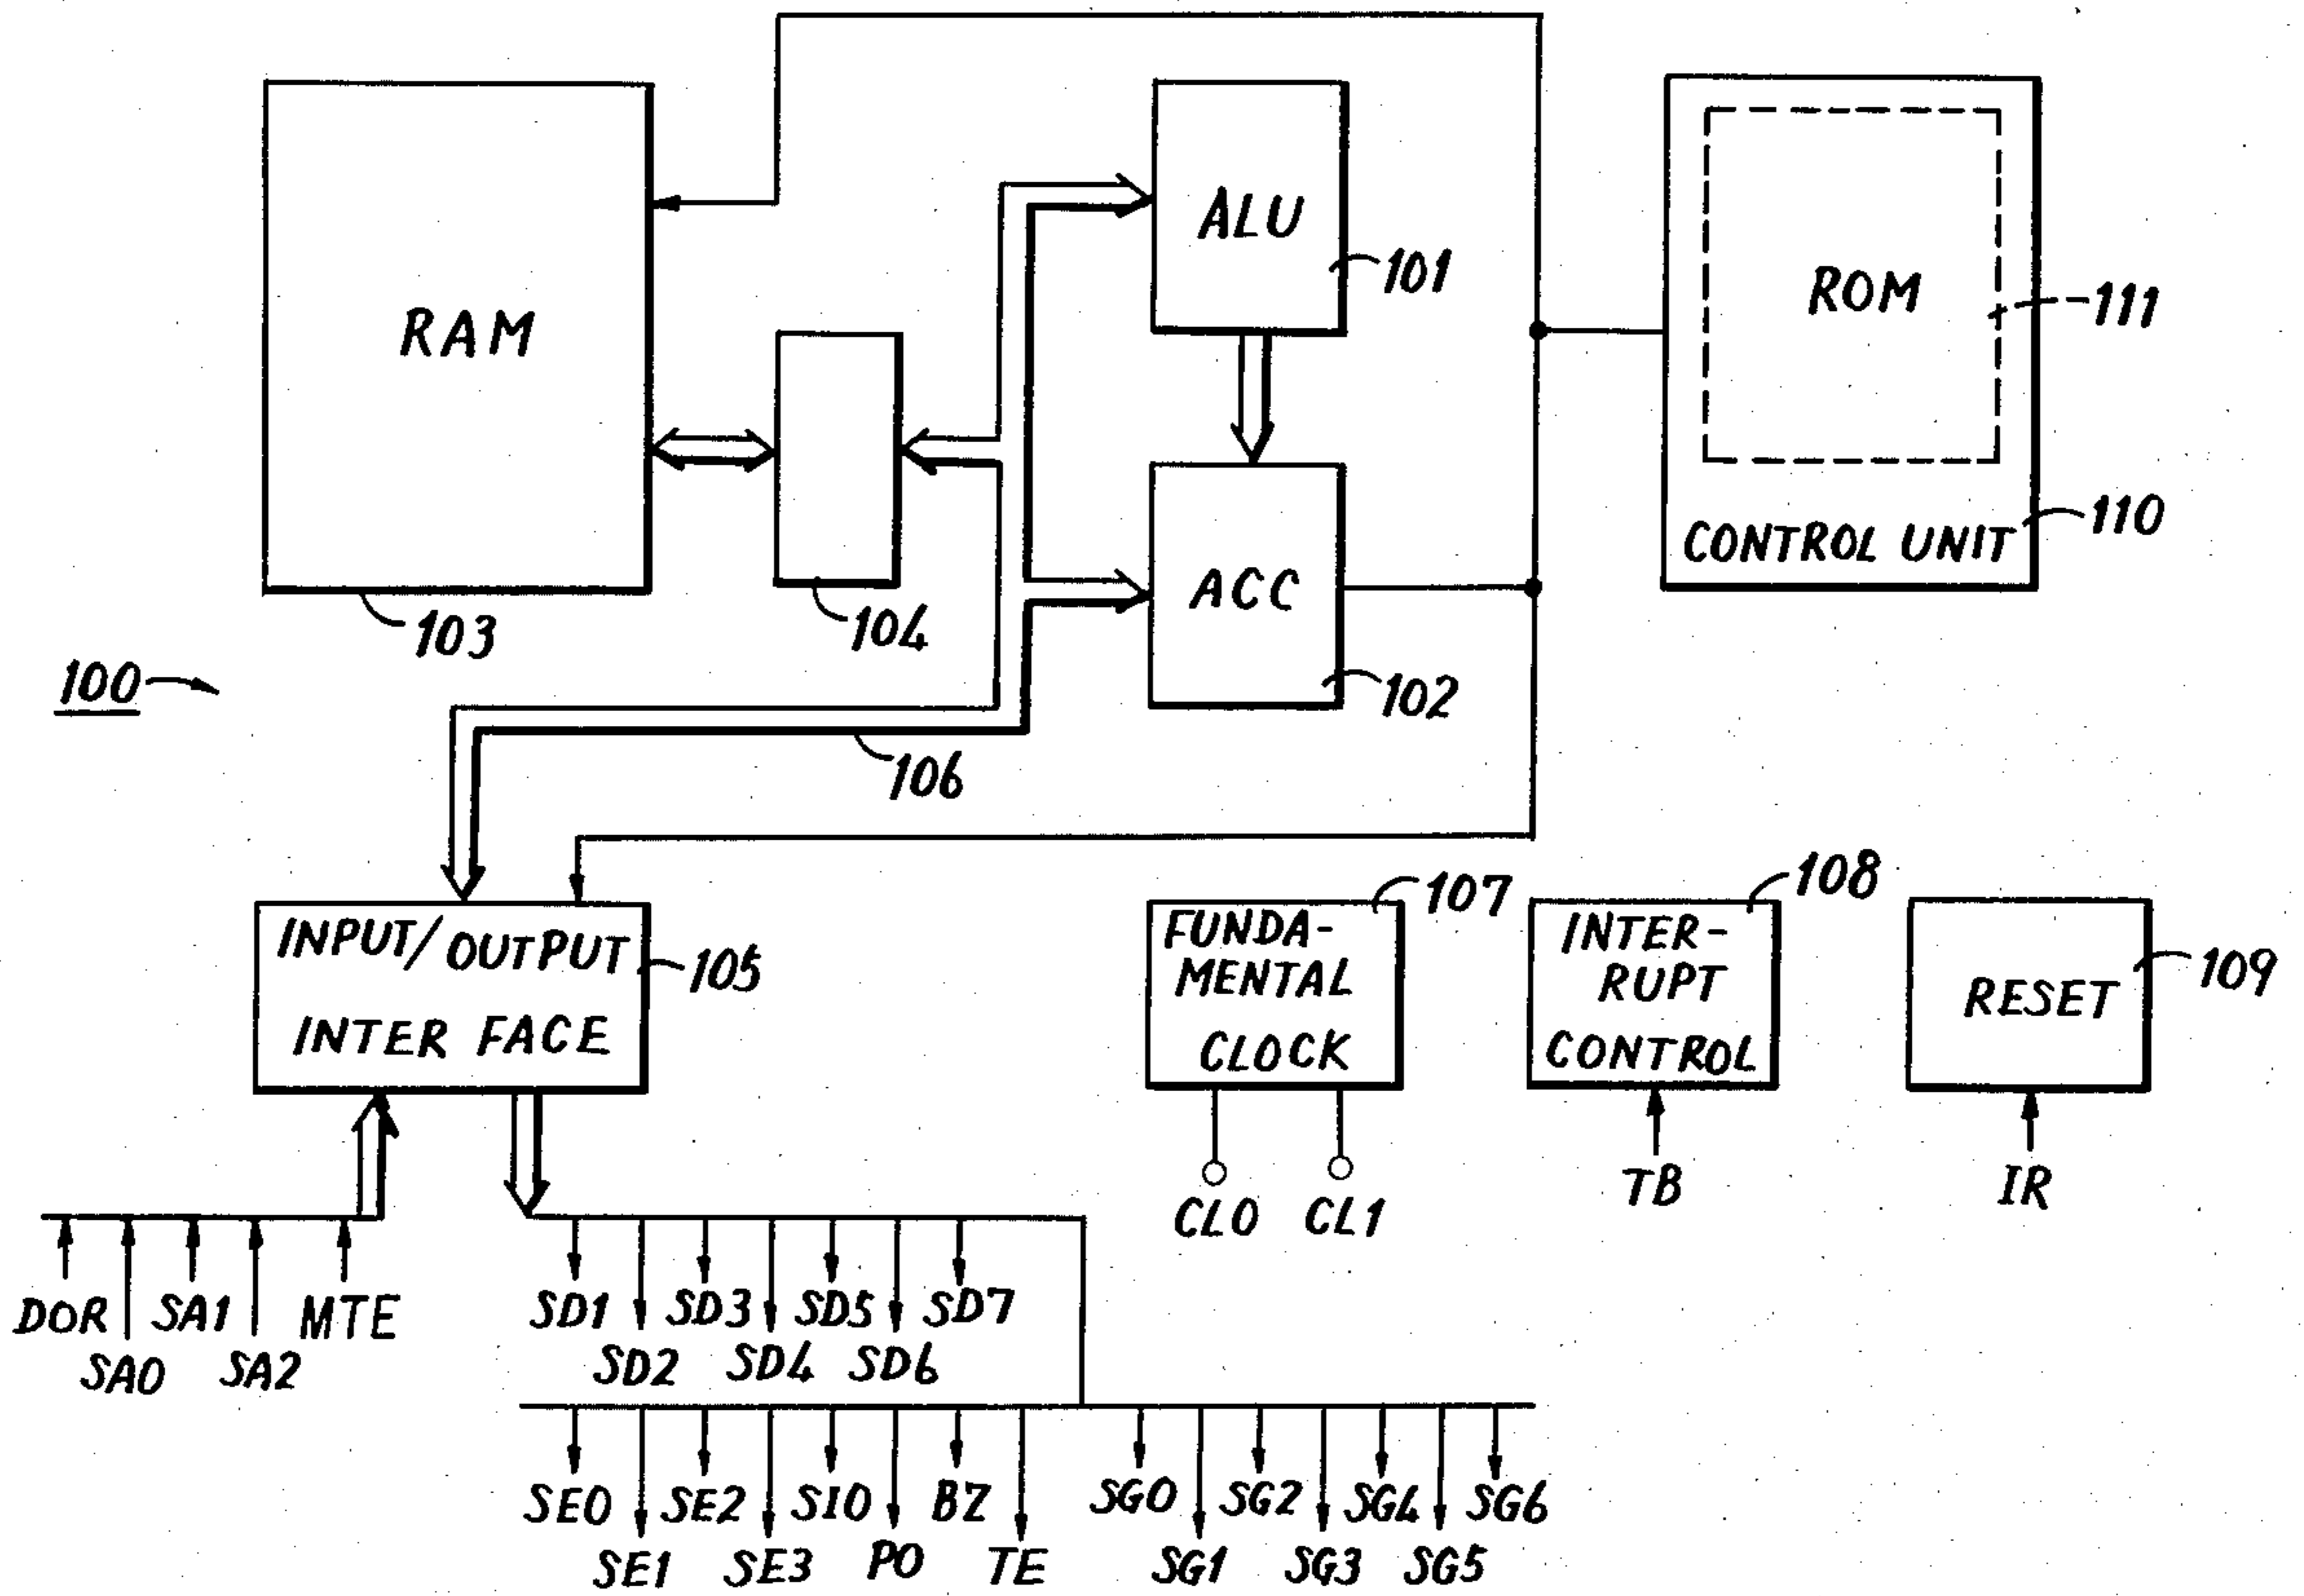 RAM
ALU
101
ROM
111
CONTROL UNIT
110
103
104
ACC
102
100
106
INPUT/OUTPUT
INTER FACE
105
FUNDA-
MENTAL
CLOCK
107
INTER-
RUPT
CONTROL
108
RESET
109
CL0 CL1
TB
IR
DOR SA1 MTE
SA0 SA2
SD1 SD3 SD5 SD7
SD2 SD4 SD6
SE0 SE2 SI0 BZ SG0 SG2 SG4 SG6
SE1 SE3 PO TE SG1 SG3 SG5